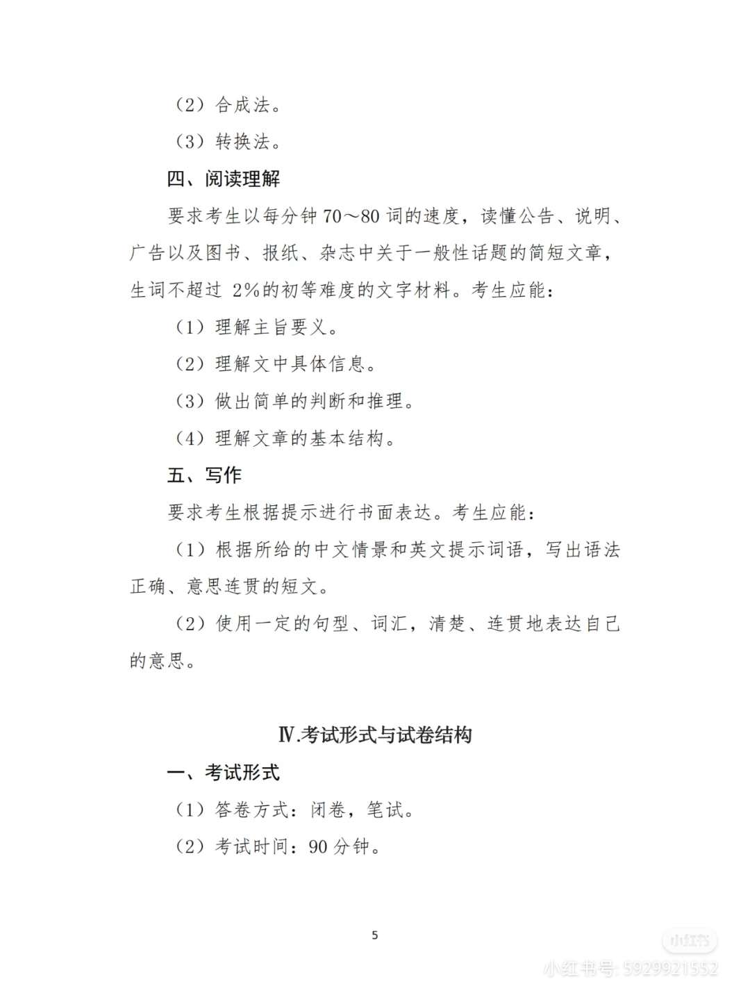 （2）合成法。
（3）转换法。
四、阅读理解
要求考生以每分钟 70～80 词的速度，读懂公告、说明、
广告以及图书、报纸、杂志中关于一般性话题的简短文章，
生词不超过 2%的初等难度的文字材料。考生应能：
（1）理解主旨要义。
（2）理解文中具体信息。
（3）做出简单的判断和推理。
（4）理解文章的基本结构。
五、写作
要求考生根据提示进行书面表达。考生应能：
（1）根据所给的中文情景和英文提示词语，写出语法
正确、意思连贯的短文。
（2）使用一定的句型、词汇，清楚、连贯地表达自己
的意思。
Ⅳ.考试形式与试卷结构
一、考试形式
（1）答卷方式：闭卷，笔试。
（2）考试时间：90 分钟。
5
小红书
小红书号: 5929921552